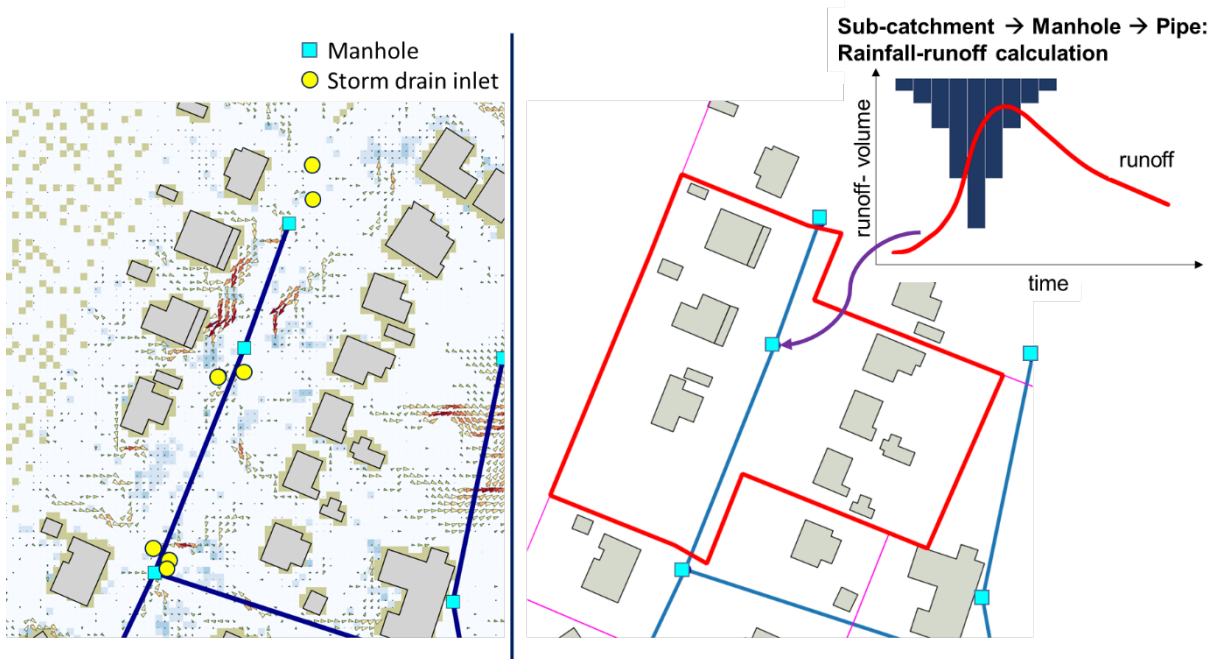 Manhole
Storm drain inlet
Sub-catchment → Manhole → Pipe:
Rainfall-runoff calculation
runoff- volume
runoff
time